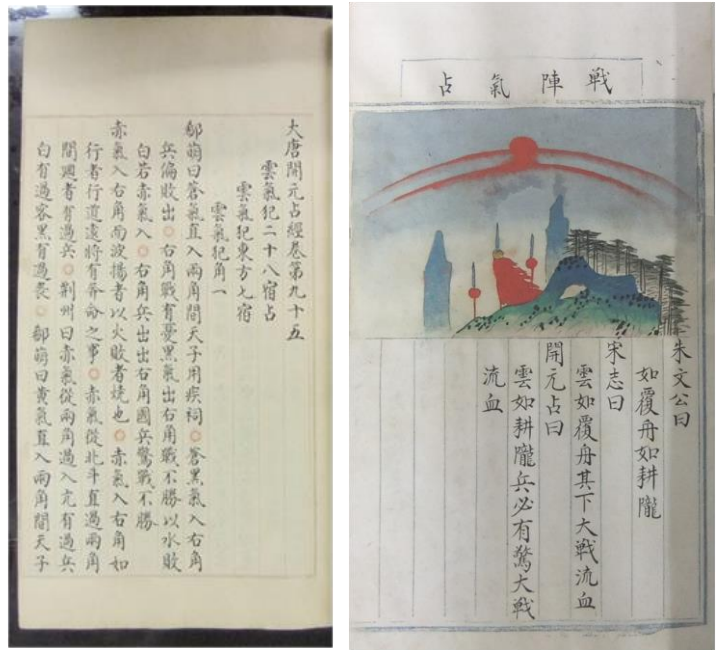 大唐開元占經卷第九十五
雲氣犯二十八宿占
雲氣犯東方七宿
雲氣犯角一
郗萌曰蒼氣直入兩角間天子用疾祠○蒼黑氣入右角
兵偏敗出○右角戰有憂黑氣出右角戰不勝以水敗
白若赤氣入○右角兵出出右角國兵驚戰不勝
赤氣入右角而波揚者以火敗者燒也○赤氣入右角如
行者行道遠將有斧命之事○赤氣從北斗直過兩角
間過者有過兵○荊州曰赤氣從兩角過入亢有過兵
白有過客黑有過喪○郗萌曰黄氣直入兩角間天子
戦陣氣占
朱文公曰
如覆舟如耕隴
宋志曰
雲如覆舟其下大戦流血
開元占曰
雲如耕隴兵必有驚大戦
流血